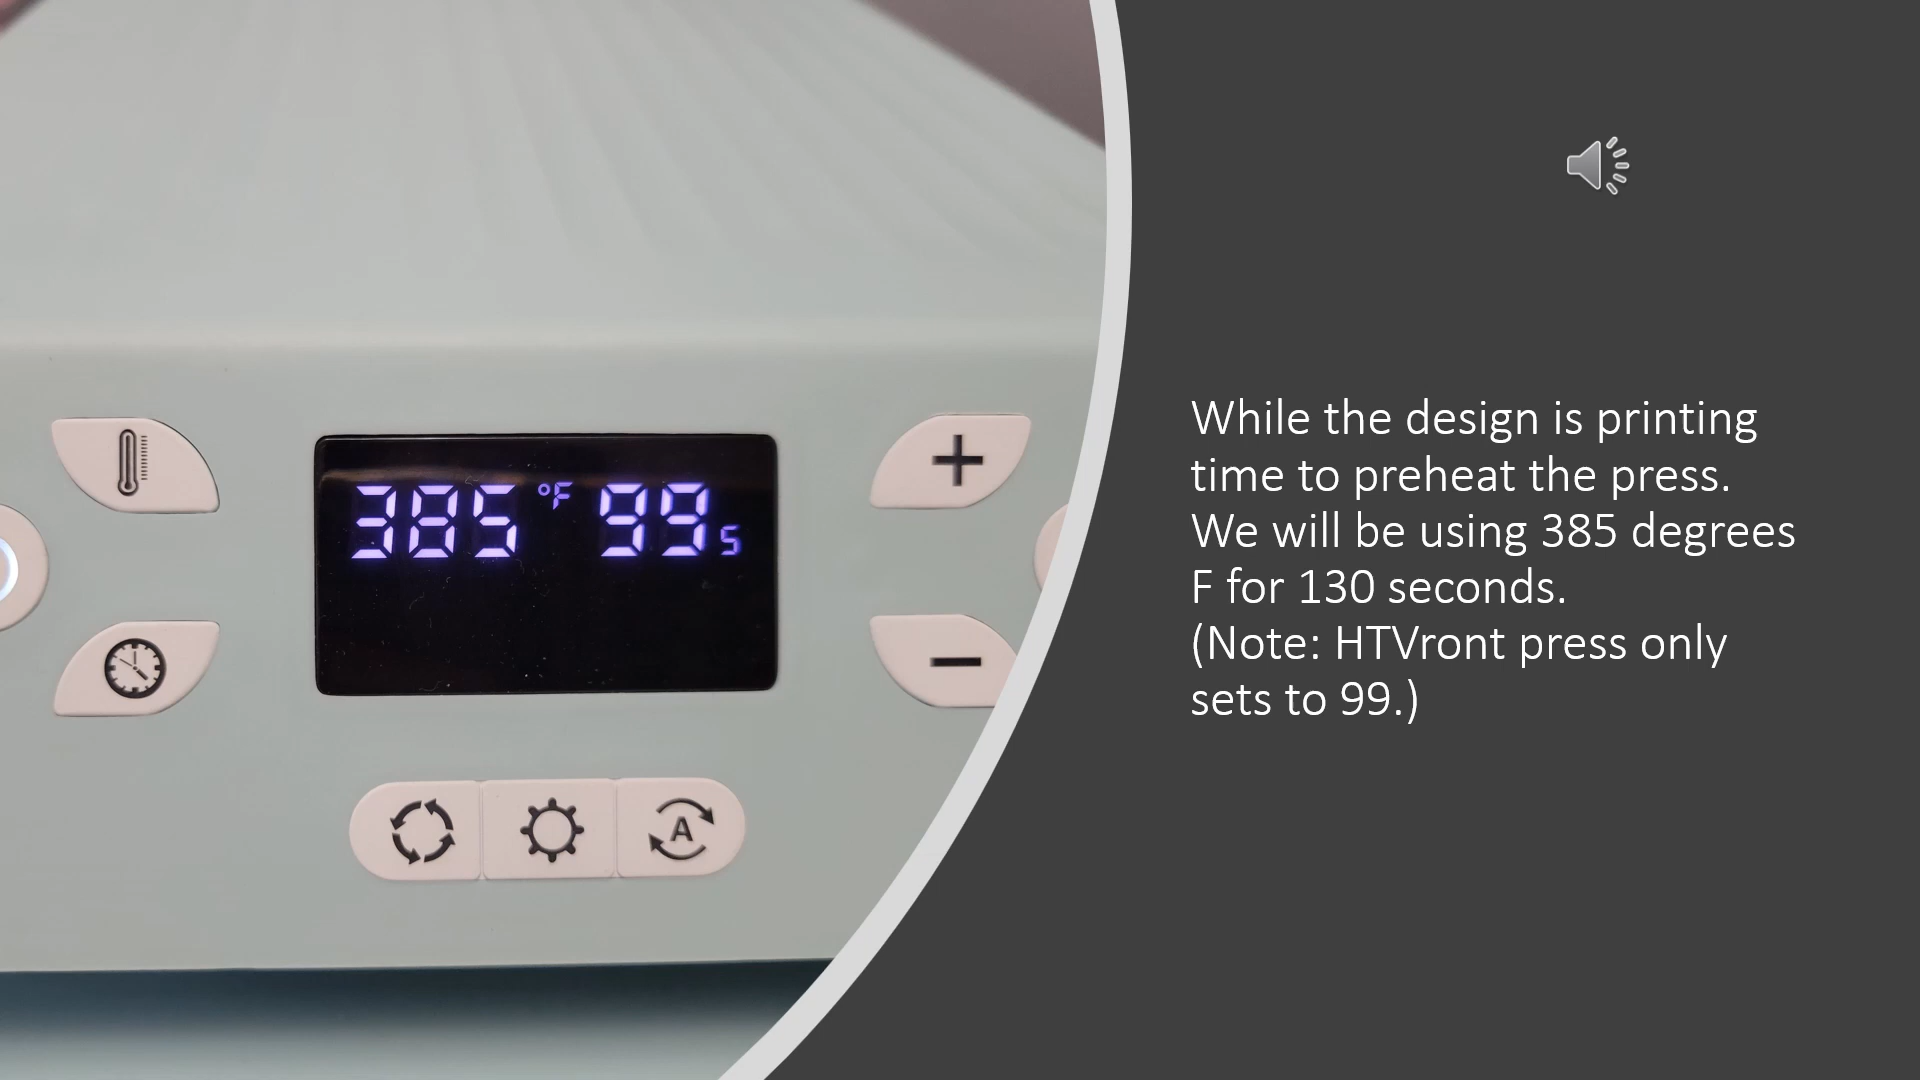 385 °F 99 s
A
While the design is printing
time to preheat the press.
We will be using 385 degrees
F for 130 seconds.
(Note: HTVront press only
sets to 99.)